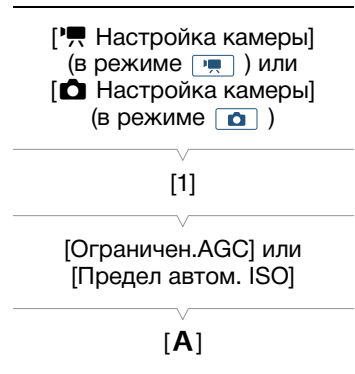 [ Настройка камеры]
(в режиме ) или
[ Настройка камеры]
(в режиме )
[1]
[Ограничен.AGC] или
[Предел автом. ISO]
[A]